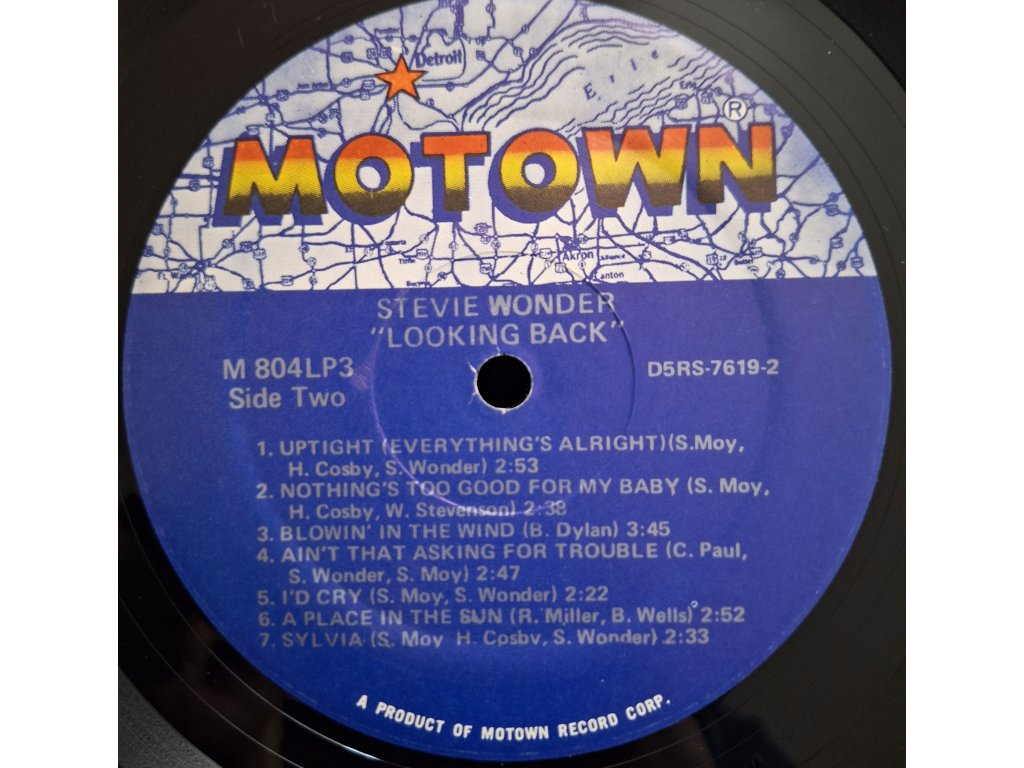 Detroit
Erie
MOTOWN®
Akron
Alliance
Canton
STEVIE WONDER
"LOOKING BACK"
M 804LP3
D5RS-7619-2
Side Two
1. UPTIGHT (EVERYTHING'S ALRIGHT)(S.Moy,
H. Cosby, S. Wonder) 2:53
2. NOTHING'S TOO GOOD FOR MY BABY (S. Moy,
H. Cosby, W. Stevenson) 2:38
3. BLOWIN' IN THE WIND (B. Dylan) 3:45
4. AIN'T THAT ASKING FOR TROUBLE (C. Paul,
S. Wonder, S. Moy) 2:47
5. I'D CRY (S. Moy, S. Wonder) 2:22
6. A PLACE IN THE SUN (R. Miller, B. Wells) 2:52
7. SYLVIA (S. Moy H. Cosby, S. Wonder) 2:33
A PRODUCT OF MOTOWN RECORD CORP.